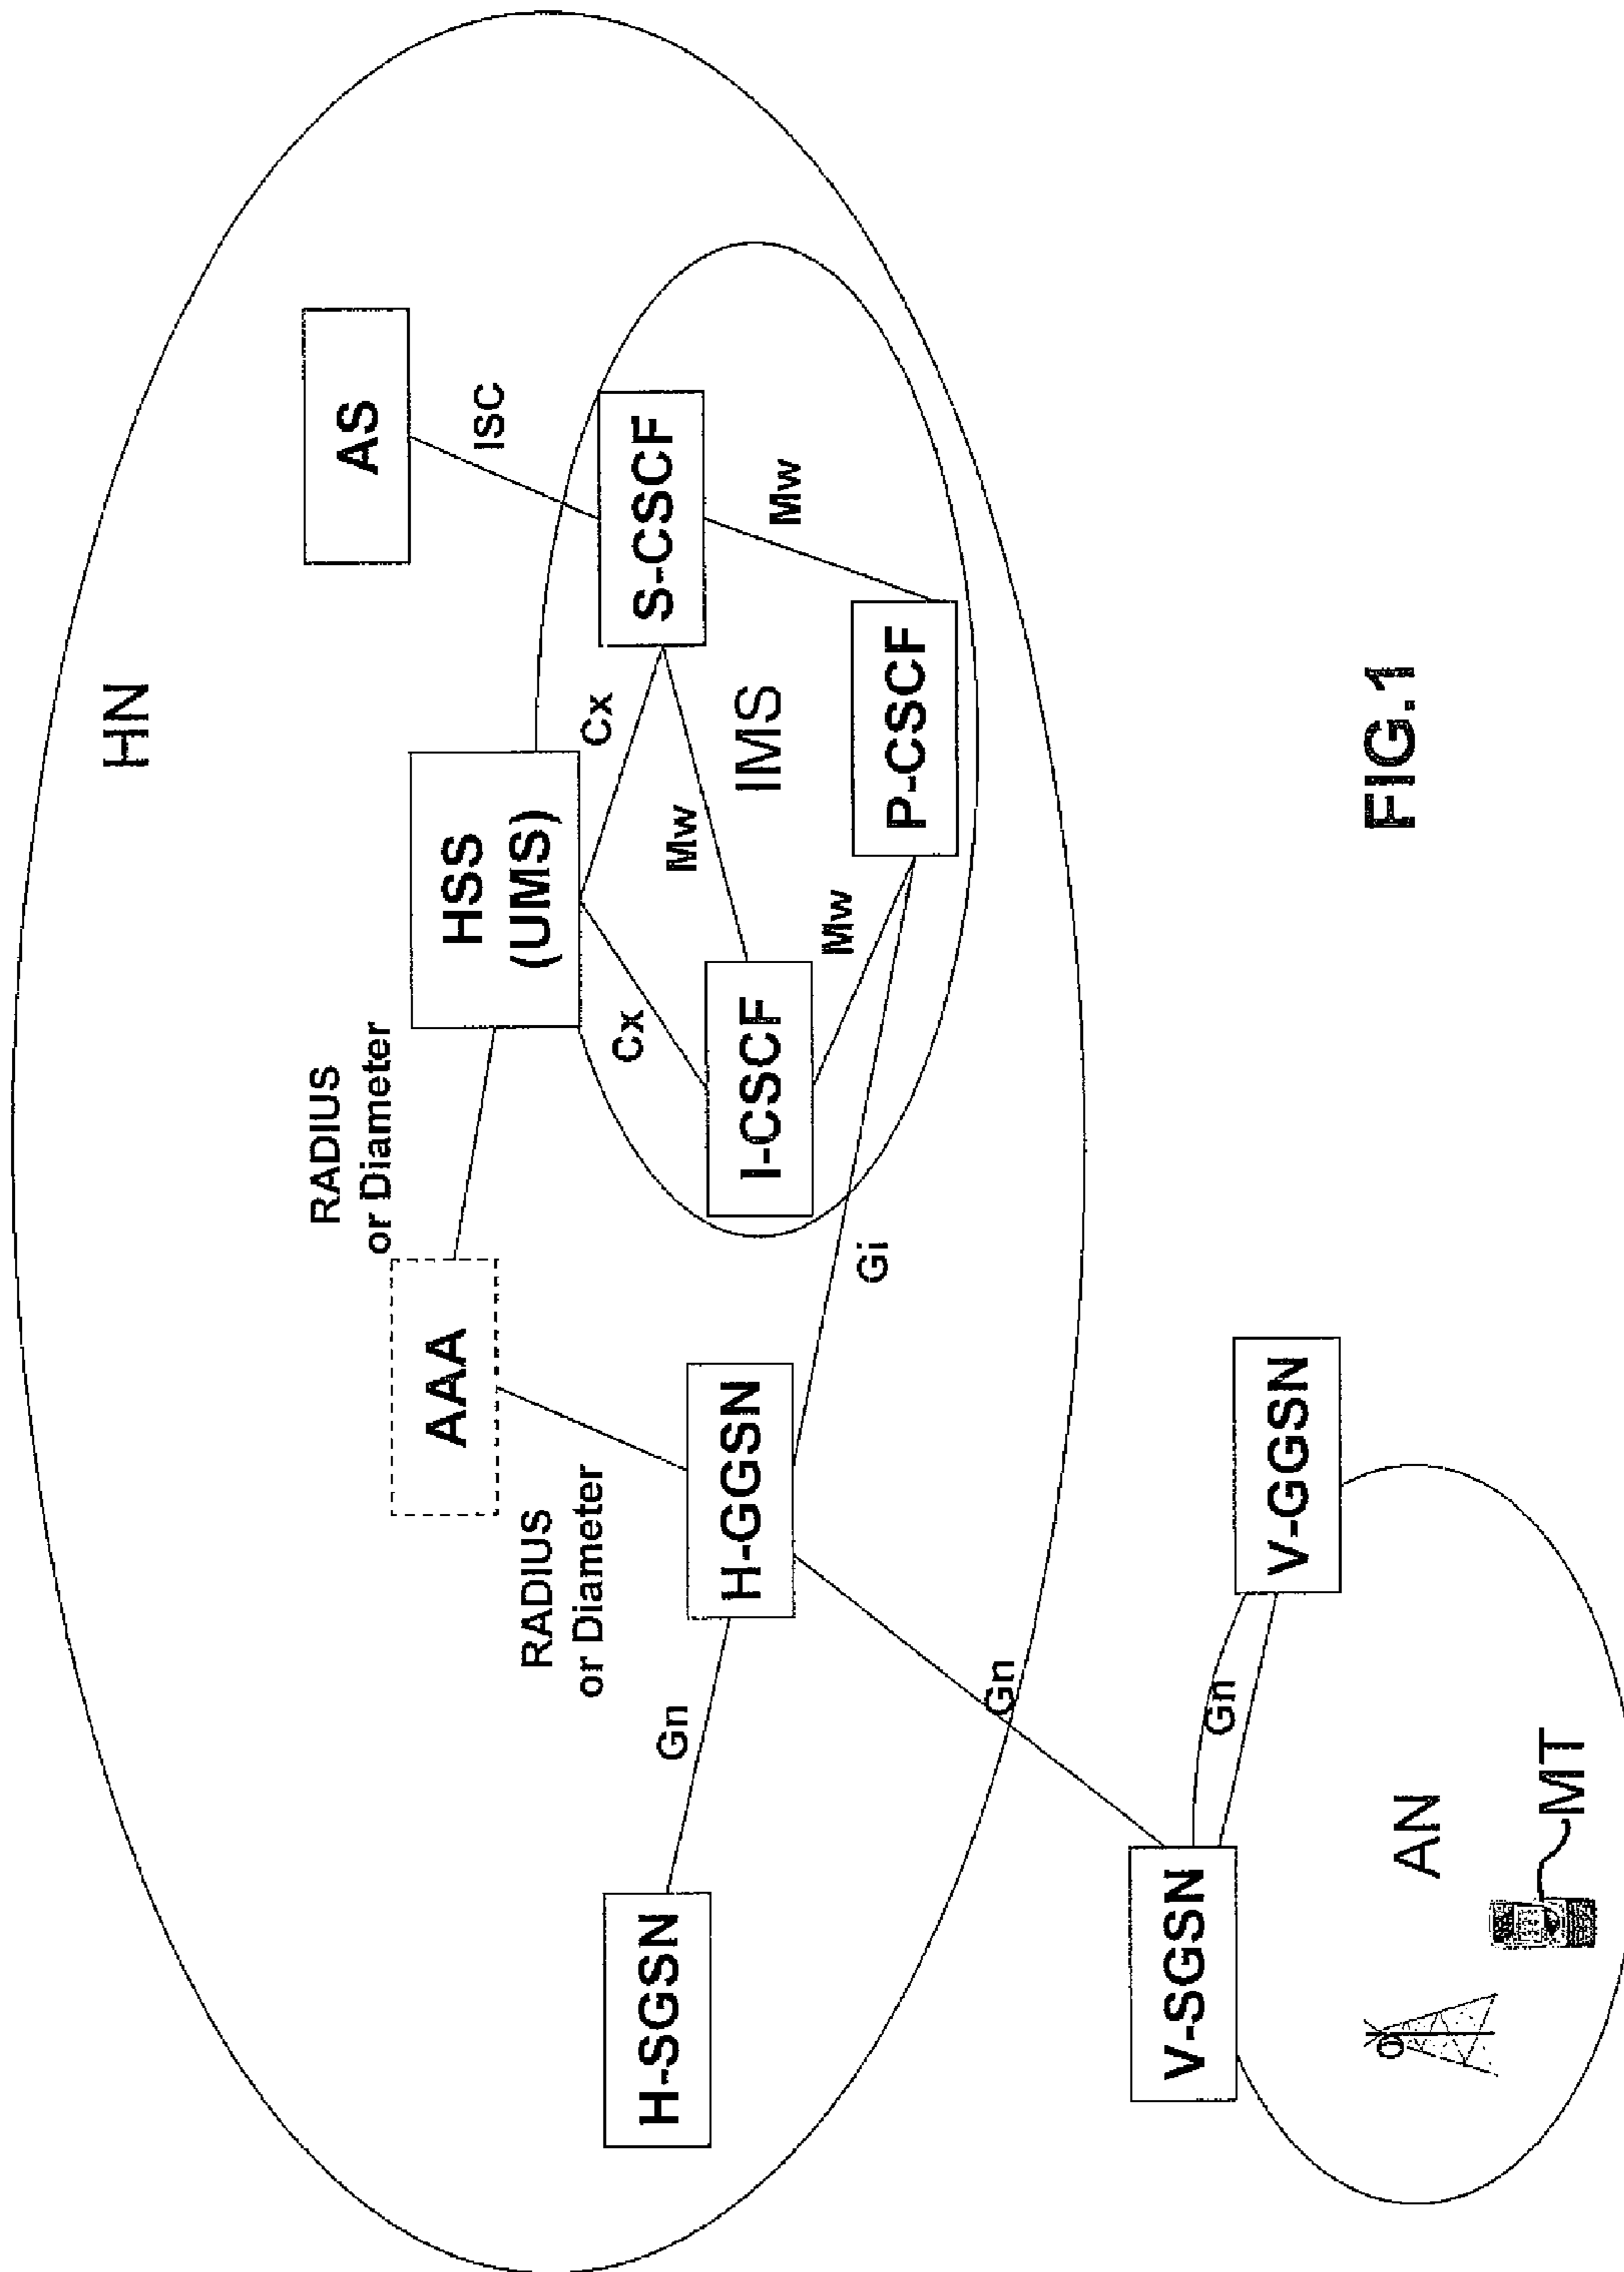 HN
AS
ISC
RADIUS
or Diameter
HSS
(UMS)
AAA
Cx
S-CSCF
Cx
Mw
Mw
IMS
RADIUS
or Diameter
I-CSCF
Mw
P-CSCF
H-GGSN
Gi
H-SGSN
Gn
Gn
V-SGSN
Gn
V-GGSN
AN
MT
FIG.1